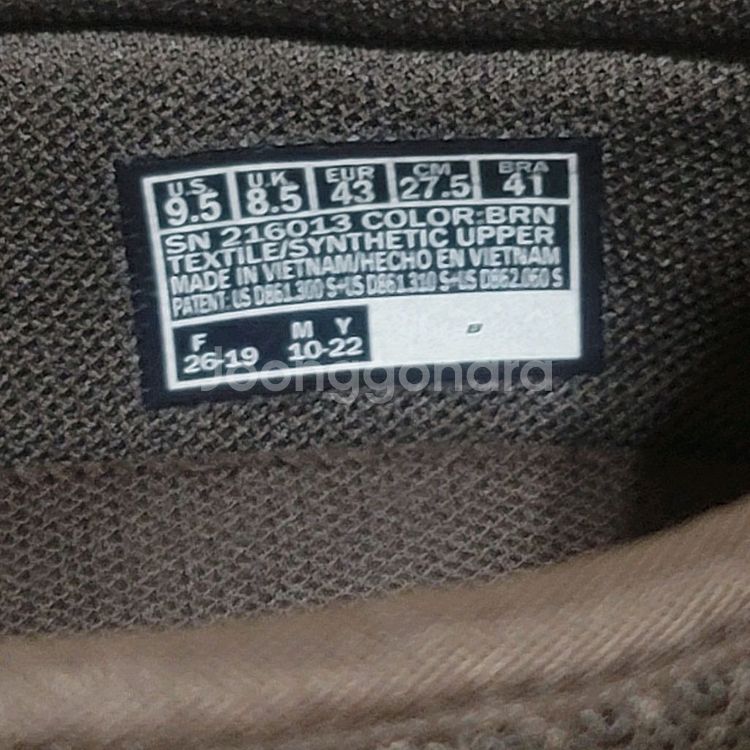 U.S. U.K. EUR CM BRA
9.5 8.5 43 27.5 41
SN 216013 COLOR:BRN
TEXTILE/SYNTHETIC UPPER
MADE IN VIETNAM/HECHO EN VIETNAM
PATENT: US D861.300 S-US D861.310 S-US D862.060 S
F M Y
26-19 10-22
Joonggonara